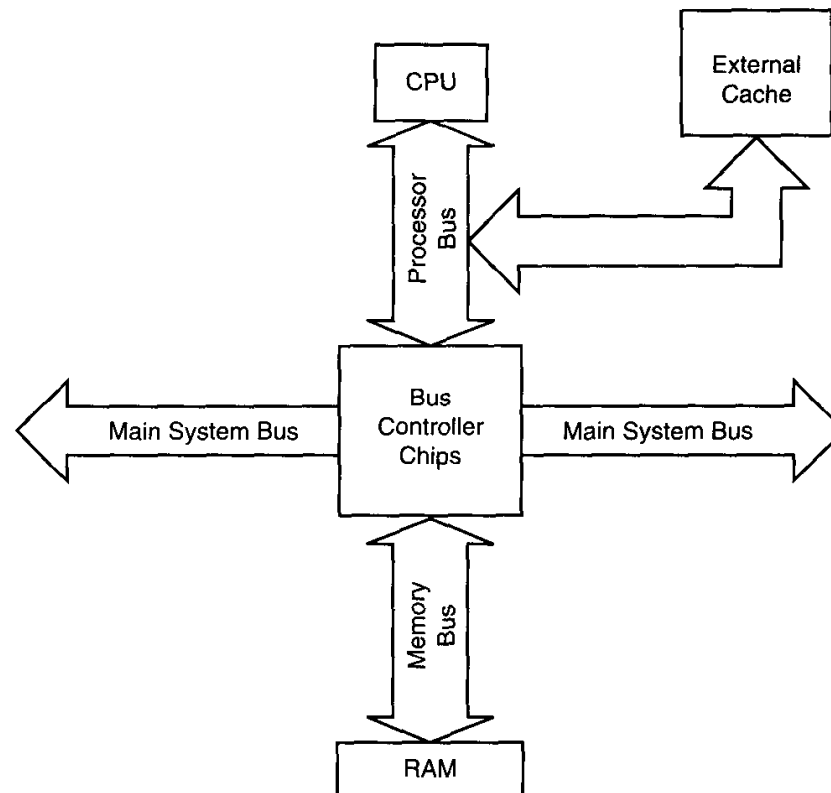 CPU
External
Cache
Processor
Bus
Bus
Controller
Chips
Main System Bus
Main System Bus
Memory
Bus
RAM